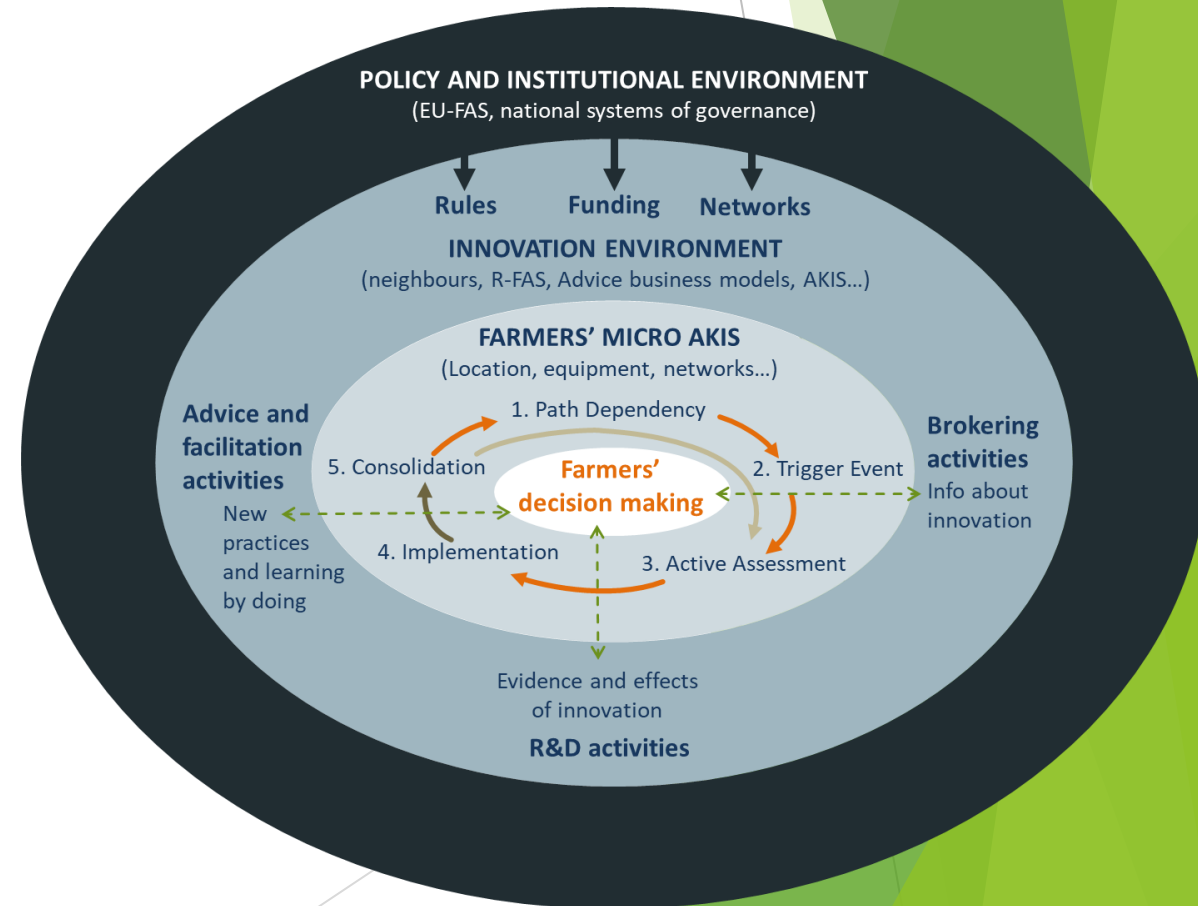 POLICY AND INSTITUTIONAL ENVIRONMENT
(EU-FAS, national systems of governance)
Rules
Funding
Networks
INNOVATION ENVIRONMENT
(neighbours, R-FAS, Advice business models, AKIS…)
FARMERS’ MICRO AKIS
(Location, equipment, networks…)
1. Path Dependency
2. Trigger Event
3. Active Assessment
4. Implementation
5. Consolidation
Farmers’
decision making
Advice and
facilitation
activities
New
practices
and learning
by doing
Brokering
activities
Info about
innovation
Evidence and effects
of innovation
R&D activities